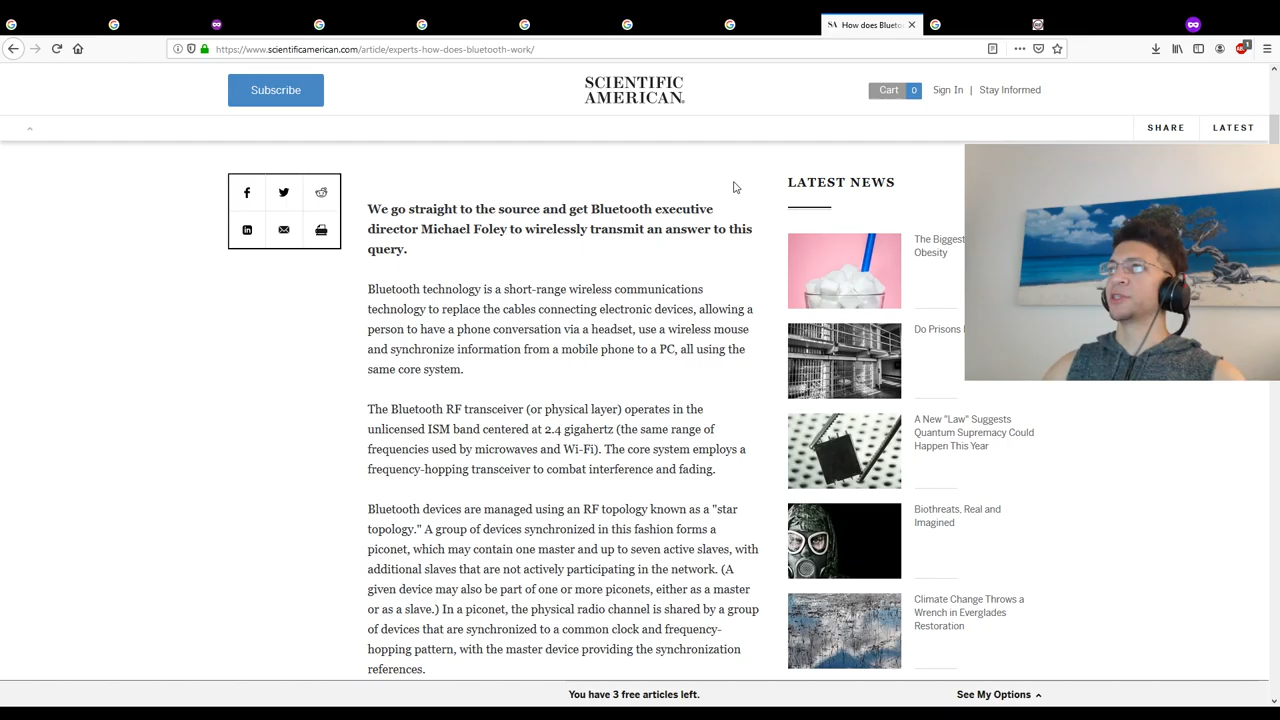 How does Blueto
https://www.scientificamerican.com/article/experts-how-does-bluetooth-work/
Subscribe
SCIENTIFIC
AMERICAN
Cart 0 Sign In | Stay Informed
SHARE LATEST
We go straight to the source and get Bluetooth executive
director Michael Foley to wirelessly transmit an answer to this
query.
Bluetooth technology is a short-range wireless communications
technology to replace the cables connecting electronic devices, allowing a
person to have a phone conversation via a headset, use a wireless mouse
and synchronize information from a mobile phone to a PC, all using the
same core system.
The Bluetooth RF transceiver (or physical layer) operates in the
unlicensed ISM band centered at 2.4 gigahertz (the same range of
frequencies used by microwaves and Wi-Fi). The core system employs a
frequency-hopping transceiver to combat interference and fading.
Bluetooth devices are managed using an RF topology known as a "star
topology." A group of devices synchronized in this fashion forms a
piconet, which may contain one master and up to seven active slaves, with
additional slaves that are not actively participating in the network. (A
given device may also be part of one or more piconets, either as a master
or as a slave.) In a piconet, the physical radio channel is shared by a group
of devices that are synchronized to a common clock and frequency-
hopping pattern, with the master device providing the synchronization
references.
LATEST NEWS
The Biggest
Obesity
Do Prisons
A New "Law" Suggests
Quantum Supremacy Could
Happen This Year
Biothreats, Real and
Imagined
Climate Change Throws a
Wrench in Everglades
Restoration
You have 3 free articles left.
See My Options